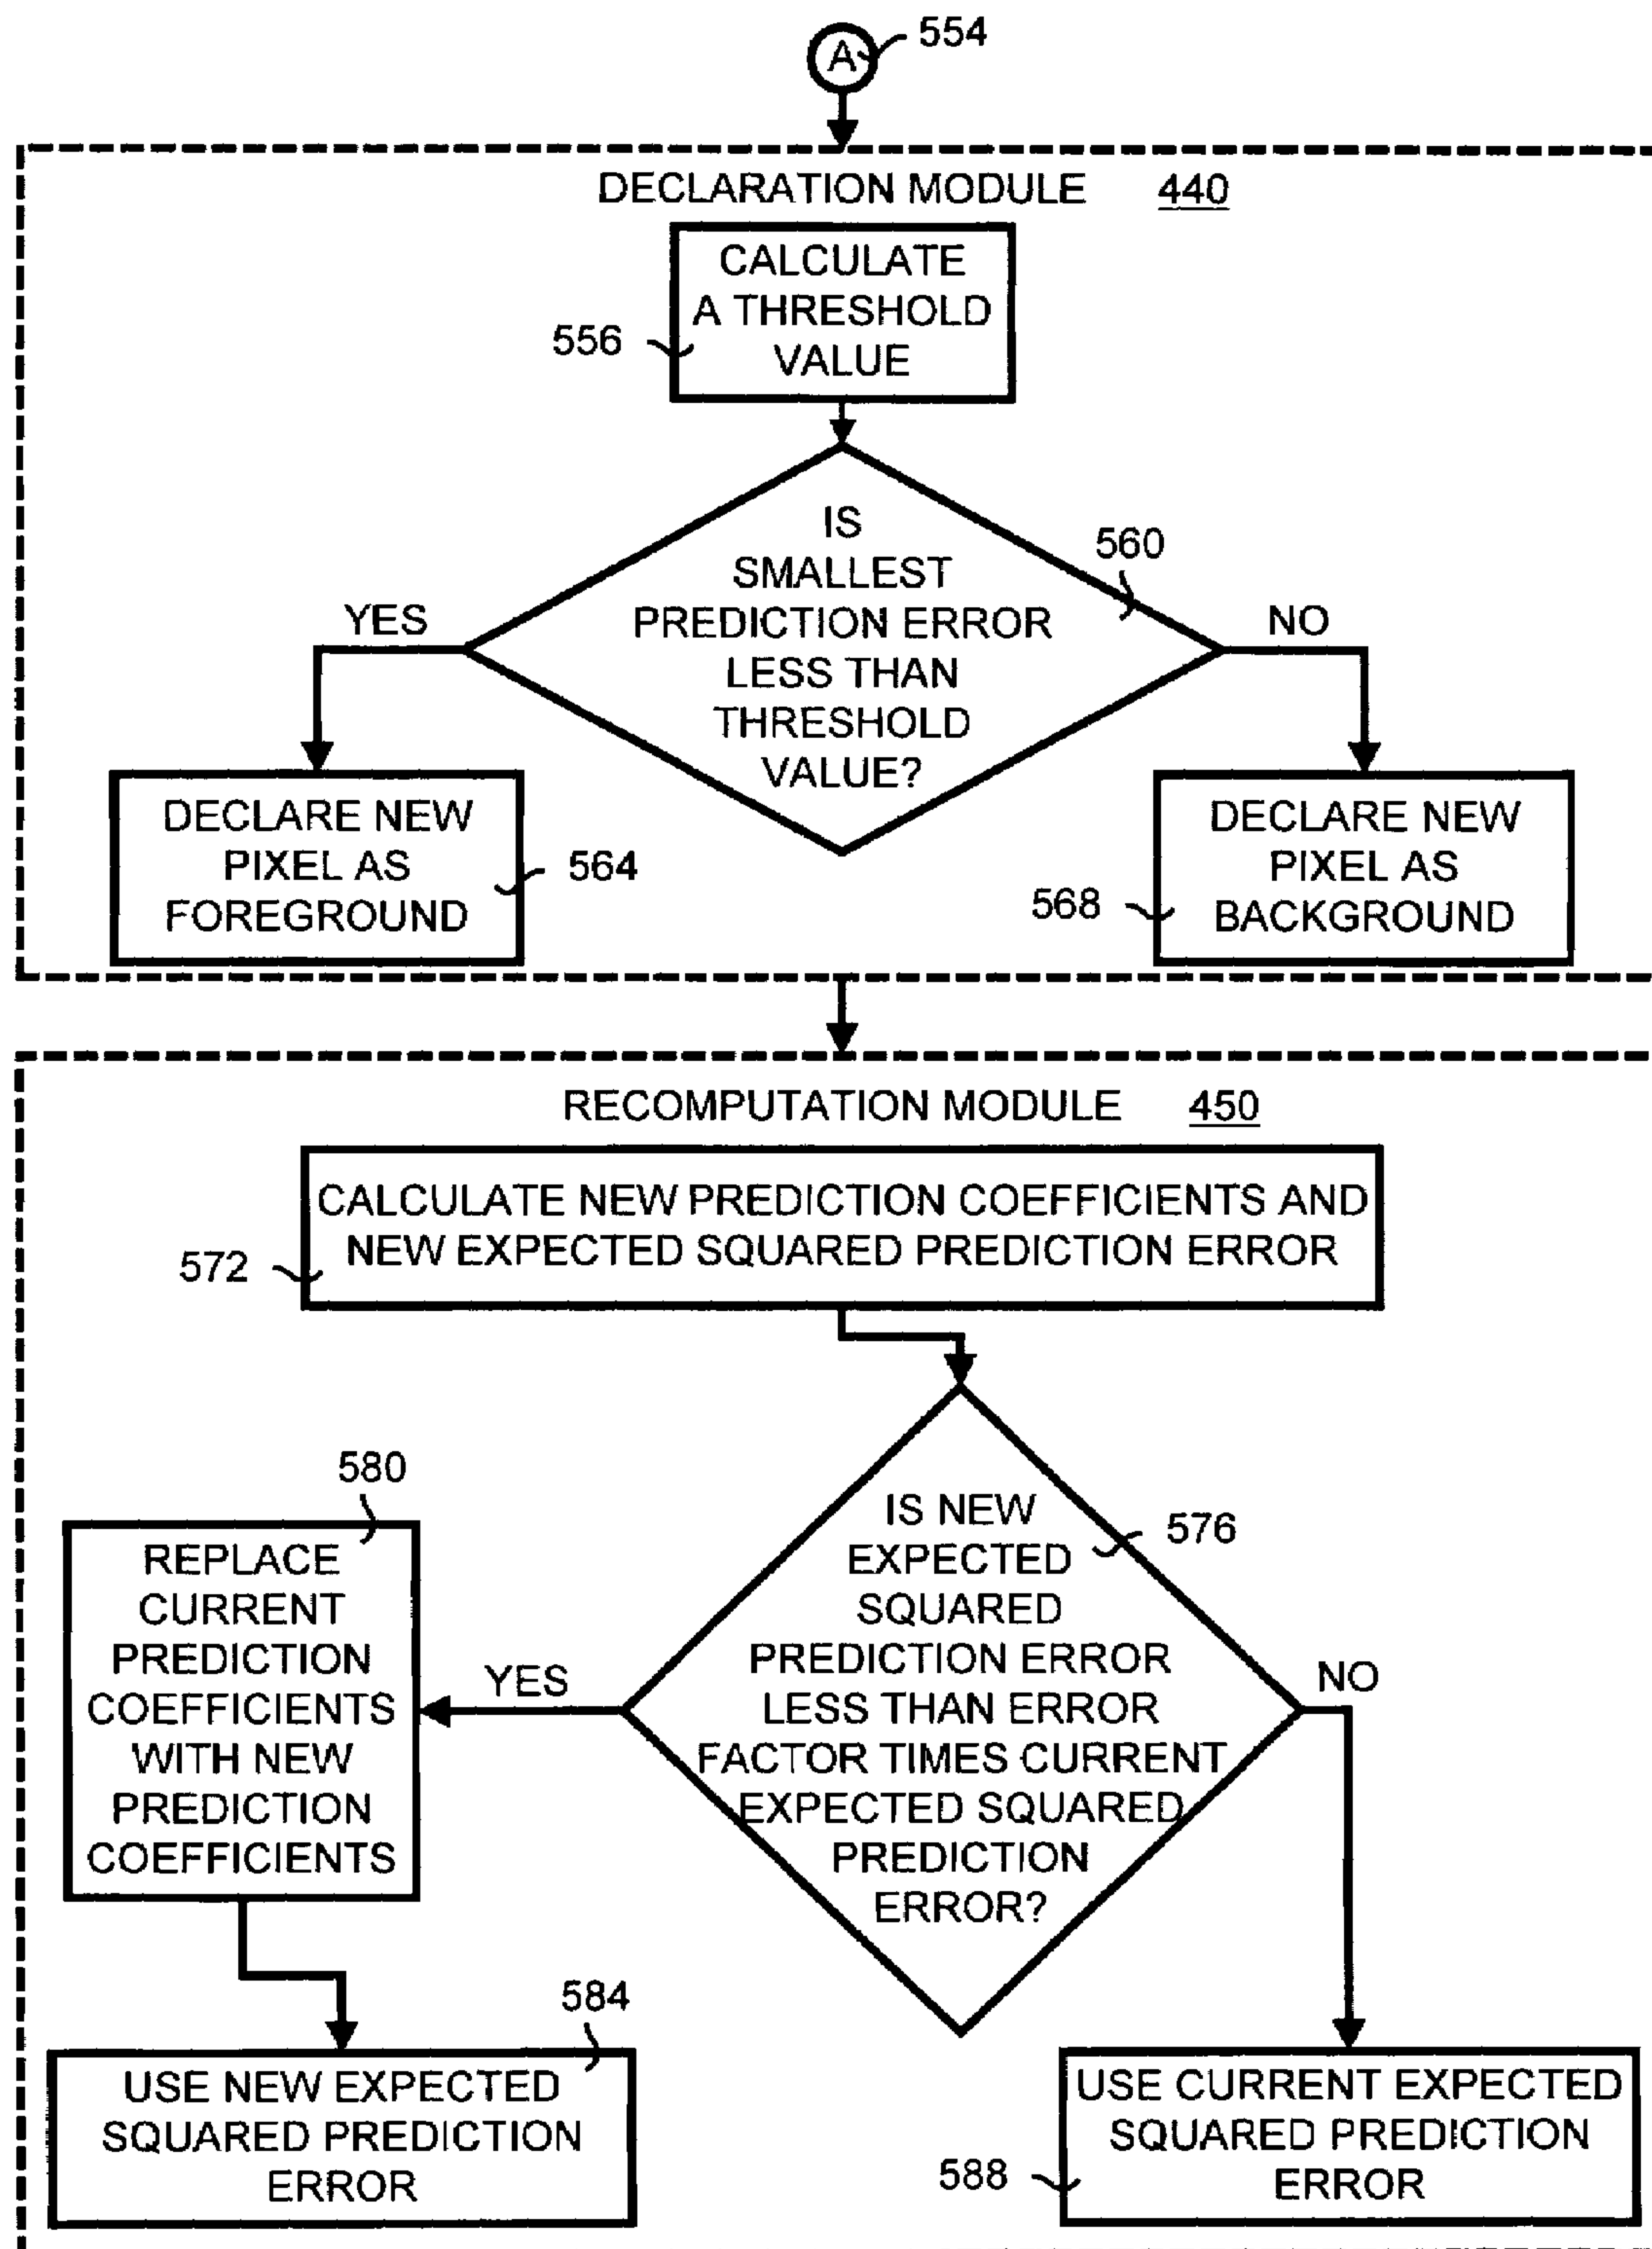 A
554
DECLARATION MODULE 440
CALCULATE
A THRESHOLD
VALUE
556
IS
SMALLEST
PREDICTION ERROR
LESS THAN
THRESHOLD
VALUE?
560
YES
NO
DECLARE NEW
PIXEL AS
FOREGROUND
564
DECLARE NEW
PIXEL AS
BACKGROUND
568
RECOMPUTATION MODULE 450
CALCULATE NEW PREDICTION COEFFICIENTS AND
NEW EXPECTED SQUARED PREDICTION ERROR
572
IS NEW
EXPECTED
SQUARED
PREDICTION ERROR
LESS THAN ERROR
FACTOR TIMES CURRENT
EXPECTED SQUARED
PREDICTION
ERROR?
576
YES
NO
580
REPLACE
CURRENT
PREDICTION
COEFFICIENTS
WITH NEW
PREDICTION
COEFFICIENTS
584
USE NEW EXPECTED
SQUARED PREDICTION
ERROR
USE CURRENT EXPECTED
SQUARED PREDICTION
ERROR
588